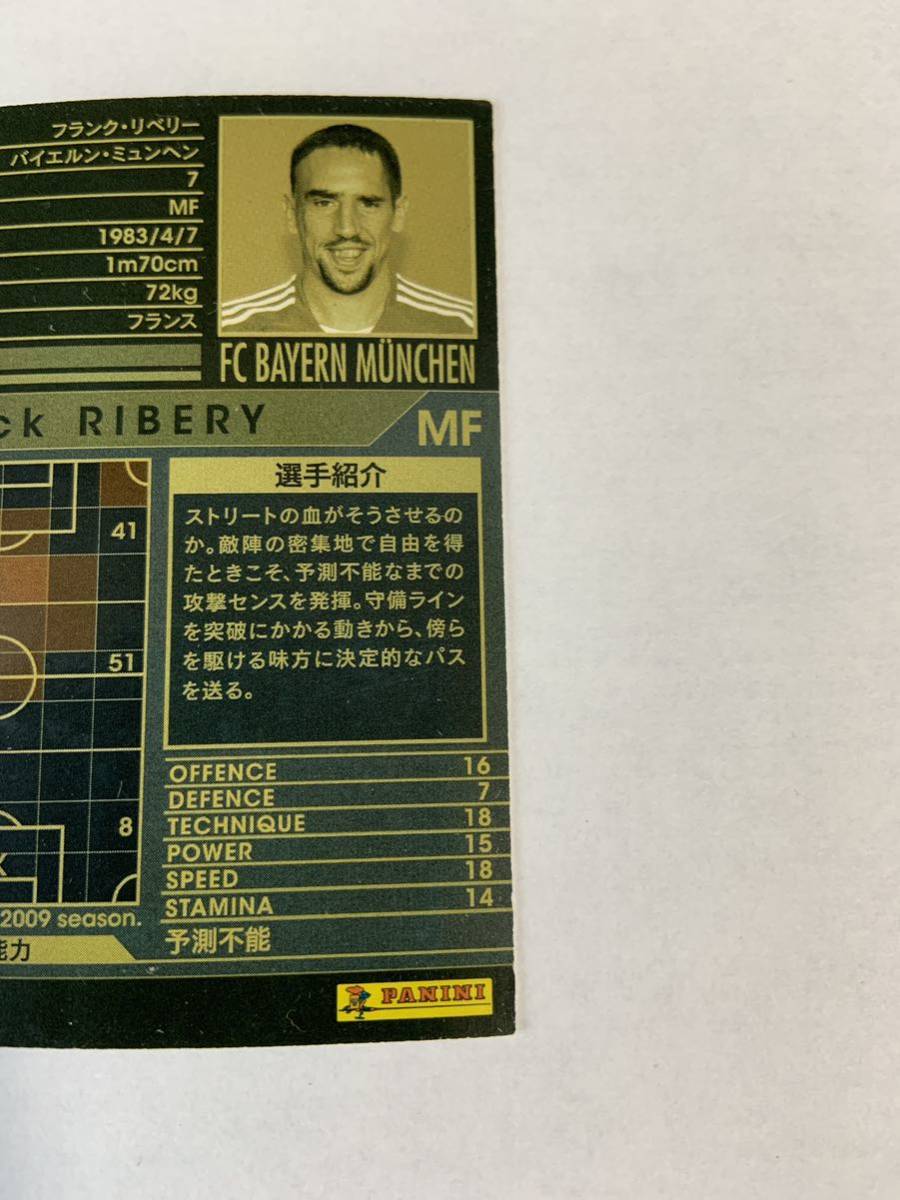 フランク・リベリー
バイエルン・ミュンヘン
7
MF
1983/4/7
1m70cm
72kg
フランス
FC BAYERN MÜNCHEN
ck RIBERY
MF
選手紹介
ストリートの血がそうさせるの
か。敵陣の密集地で自由を得
たときこそ、予測不能なまでの
攻撃センスを発揮。守備ライン
を突破にかかる動きから、傍ら
を駆ける味方に決定的なパス
を送る。
41
51
8
OFFENCE 16
DEFENCE 7
TECHNIQUE 18
POWER 15
SPEED 18
STAMINA 14
予測不能
2009 season.
能力
PANINI